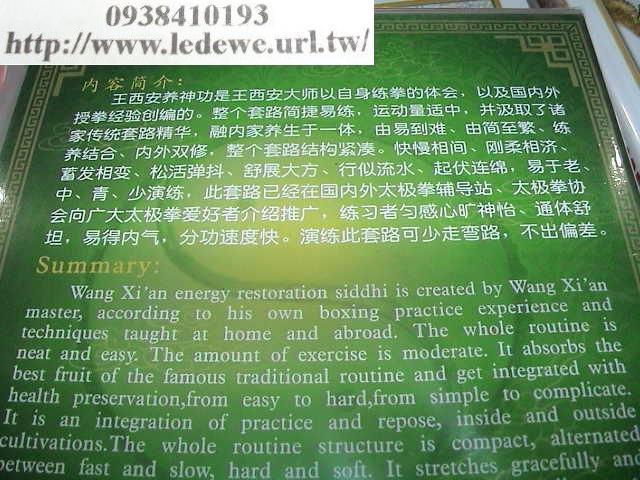 0938410193
http://www.ledewe.url.tw/
内容简介:
王西安养神功是王西安大师以自身练拳的体会，以及国内外
授拳经验创编的。整个套路简捷易练，运动量适中，并汲取了诸
家传统套路精华，融内家养生于一体，由易到难、由简至繁、练
养结合、内外双修，整个套路结构紧凑。快慢相间、刚柔相济、
蓄发相变、松活弹抖、舒展大方、行似流水、起伏连绵，易于老、
中、青、少演练，此套路已经在国内外太极拳辅导站、太极拳协
会向广大太极拳爱好者介绍推广，练习者匀感心旷神怡、通体舒
坦，易得内气，分功速度快。演练此套路可少走弯路，不出偏差。
Summary:
Wang Xi'an energy restoration siddhi is created by Wang Xi'an
master, according to his own boxing practice experience and
techniques taught at home and abroad. The whole routine is
neat and easy. The amount of exercise is moderate. It absorbs the
best fruit of the famous traditional routine and get integrated with
health preservation,from easy to hard,from simple to complicate.
It is an integration of practice and repose, inside and outside
cultivations.The whole routine structure is compact, alternated
between fast and slow, hard and soft. It stretches gracefully and